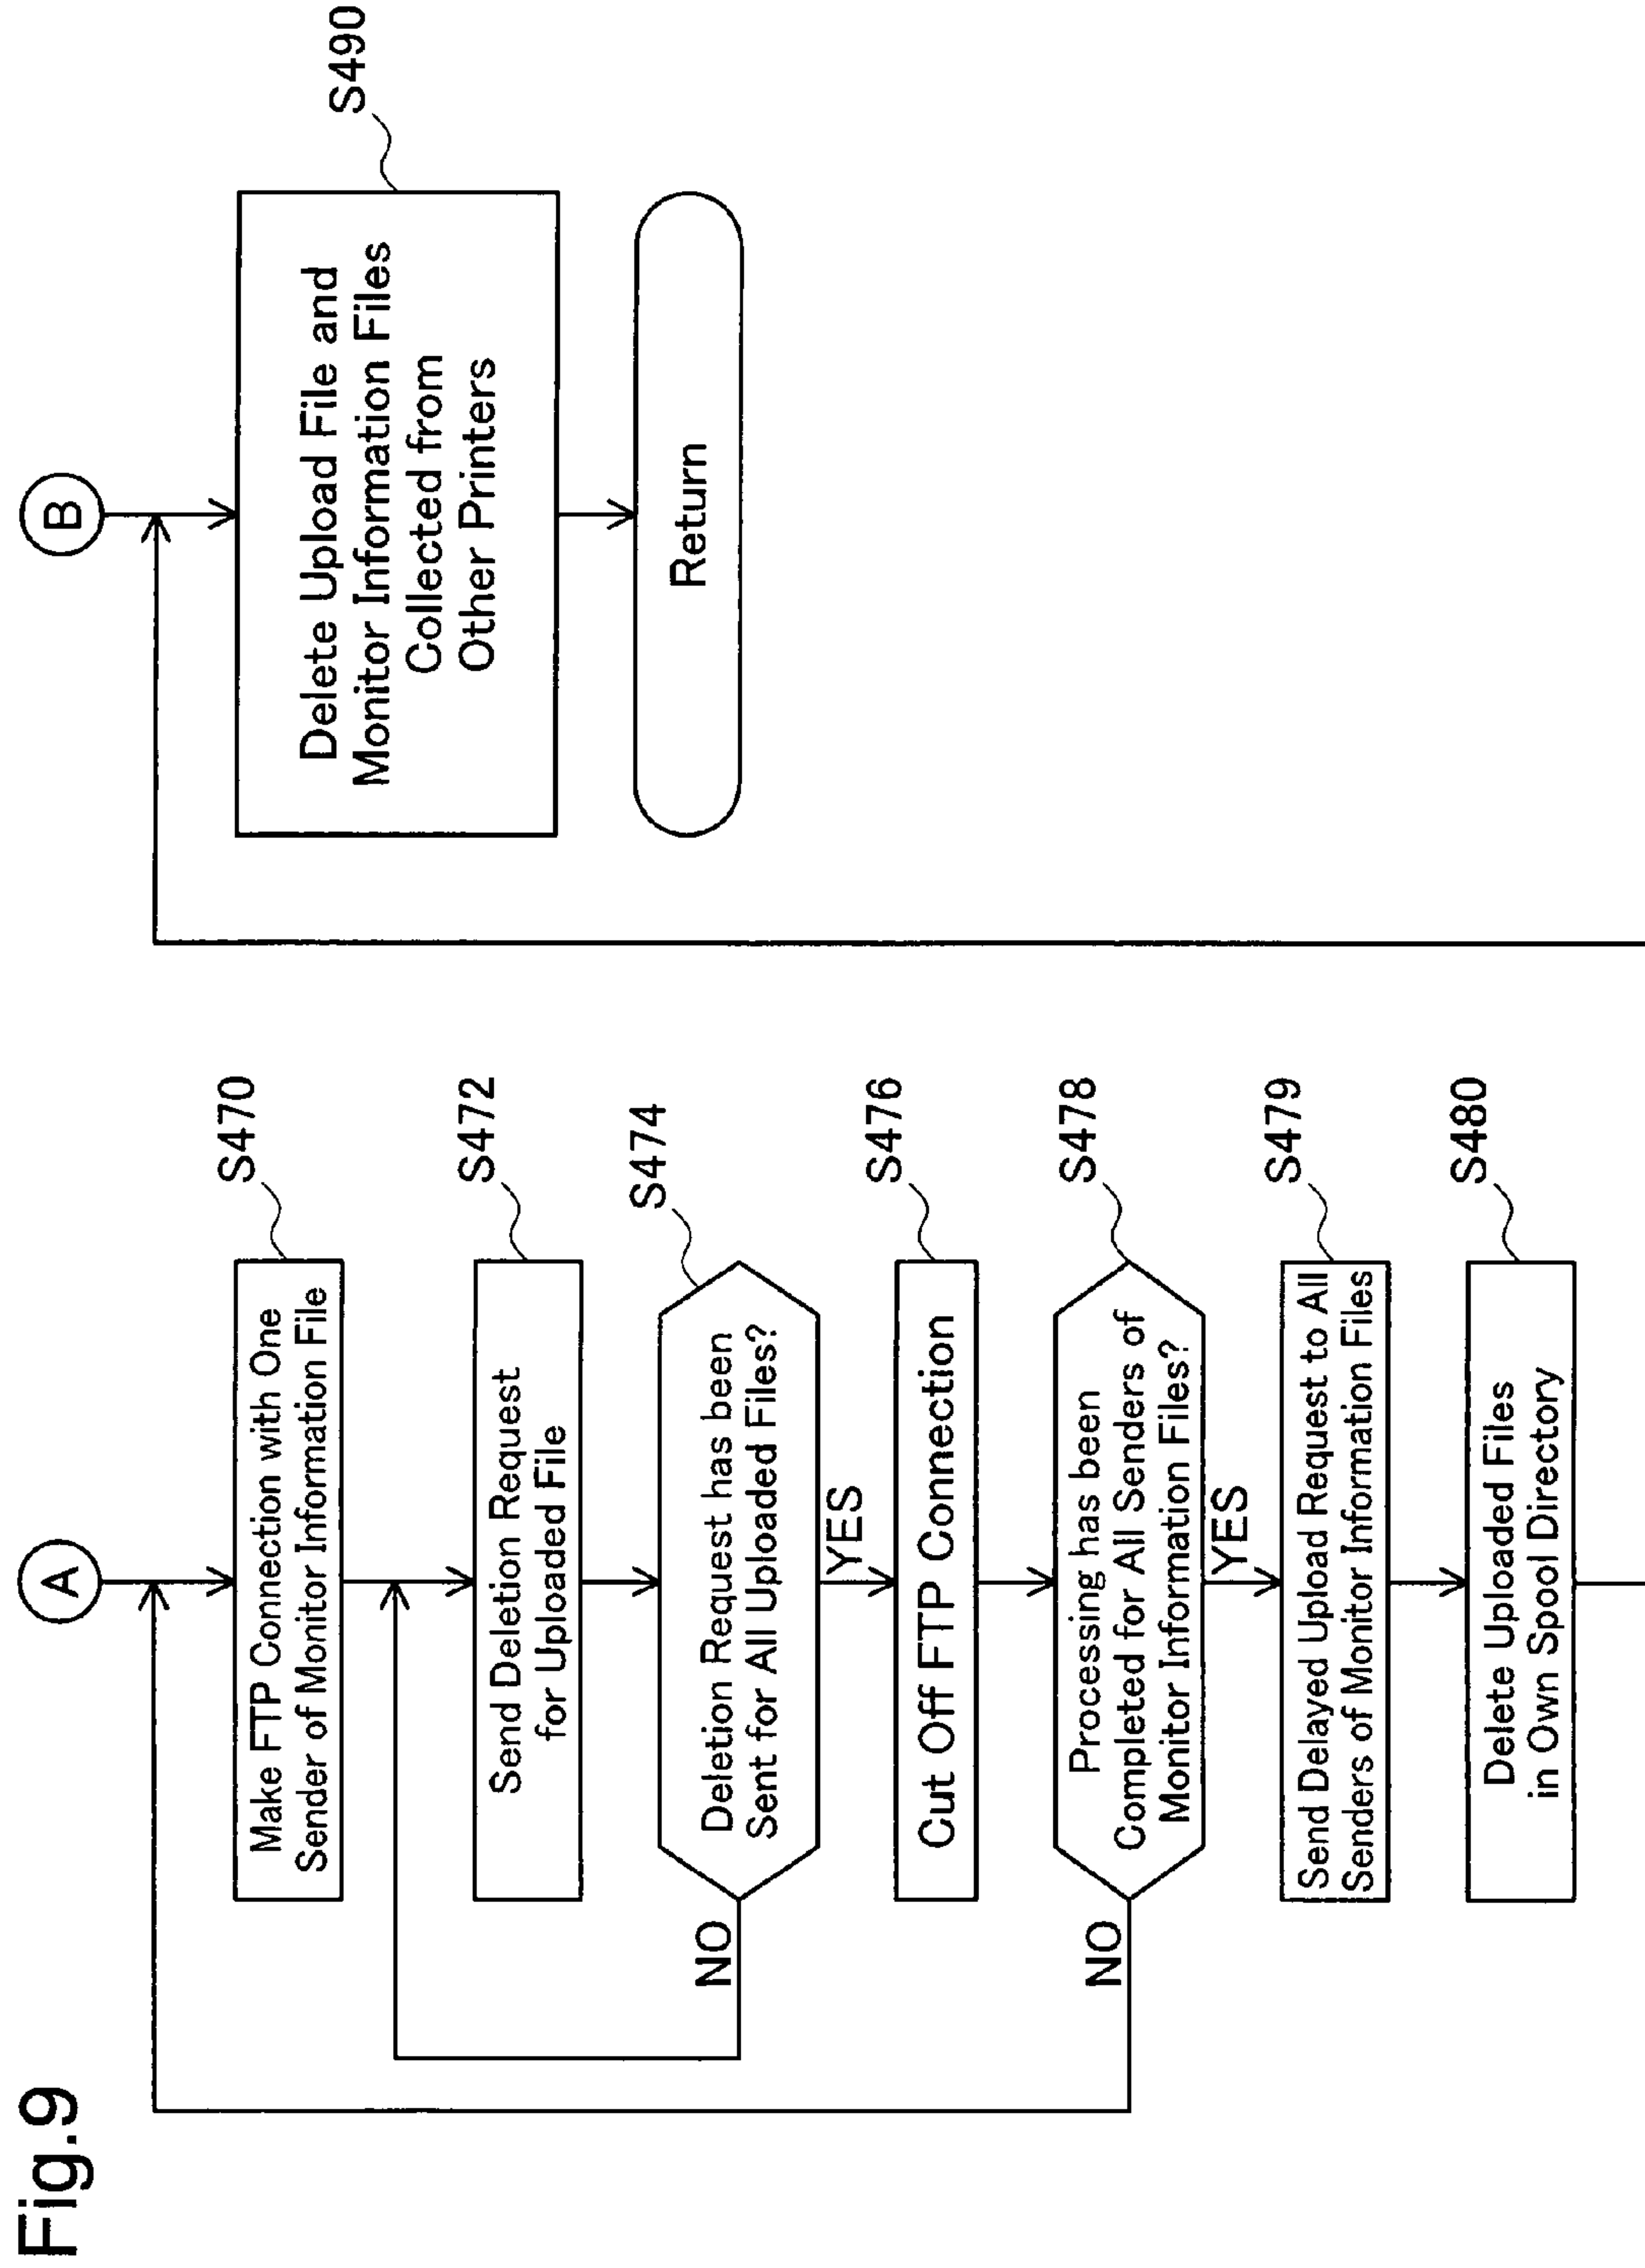 Fig.9
A
Make FTP Connection with One
Sender of Monitor Information File
S470
Send Deletion Request
for Uploaded File
S472
Deletion Request has been
Sent for All Uploaded Files?
S474
NO
YES
Cut Off FTP Connection
S476
Processing has been
Completed for All Senders of
Monitor Information Files?
S478
NO
YES
Send Delayed Upload Request to All
Senders of Monitor Information Files
S479
Delete Uploaded Files
in Own Spool Directory
S480
B
Delete Upload File and
Monitor Information Files
Collected from
Other Printers
S490
Return